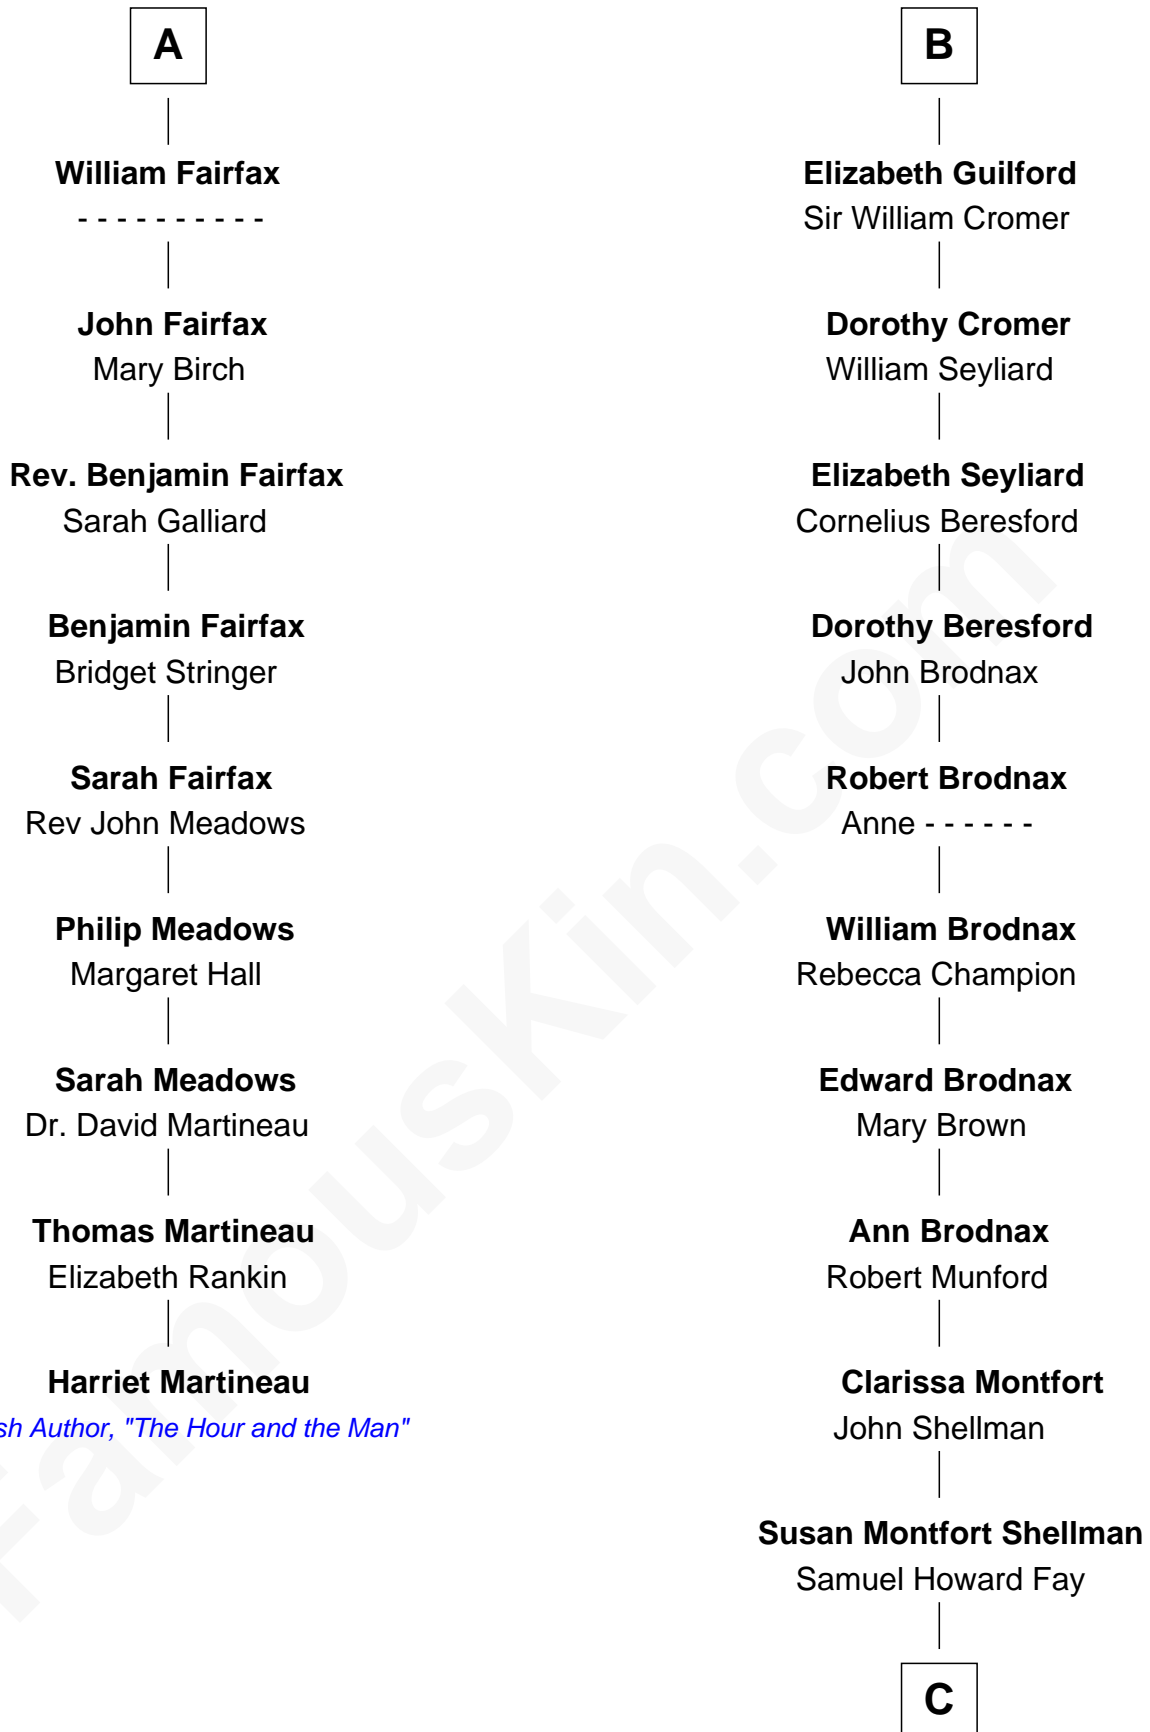 A
William Fairfax
- - - - - - - - - -
John Fairfax
Mary Birch
Rev. Benjamin Fairfax
Sarah Galliard
Benjamin Fairfax
Bridget Stringer
Sarah Fairfax
Rev John Meadows
Philip Meadows
Margaret Hall
Sarah Meadows
Dr. David Martineau
Thomas Martineau
Elizabeth Rankin
Harriet Martineau
sh Author, "The Hour and the Man"
B
Elizabeth Guilford
Sir William Cromer
Dorothy Cromer
William Seyliard
Elizabeth Seyliard
Cornelius Beresford
Dorothy Beresford
John Brodnax
Robert Brodnax
Anne - - - - - -
William Brodnax
Rebecca Champion
Edward Brodnax
Mary Brown
Ann Brodnax
Robert Munford
Clarissa Montfort
John Shellman
Susan Montfort Shellman
Samuel Howard Fay
C
FamousKin.com